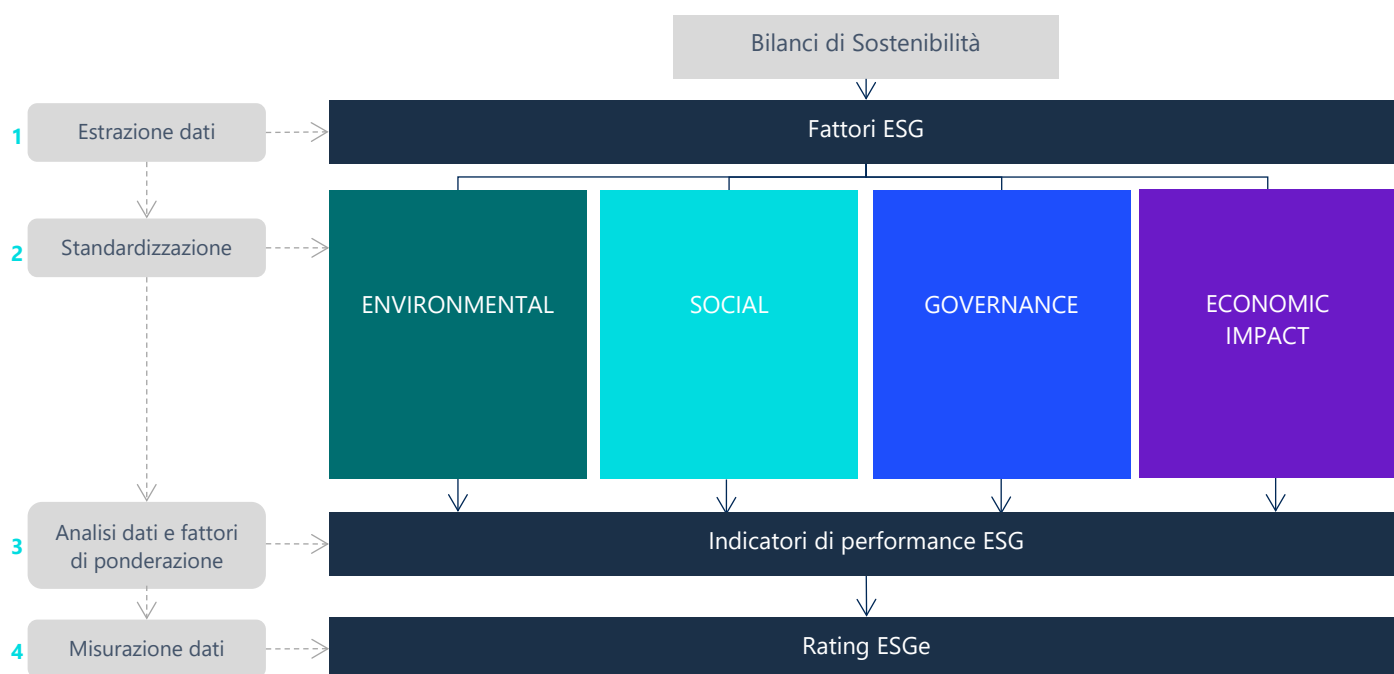 Bilanci di Sostenibilità
1
Estrazione dati
Fattori ESG
2
Standardizzazione
ENVIRONMENTAL
SOCIAL
GOVERNANCE
ECONOMIC
IMPACT
3
Analisi dati e fattori
di ponderazione
Indicatori di performance ESG
4
Misurazione dati
Rating ESGe